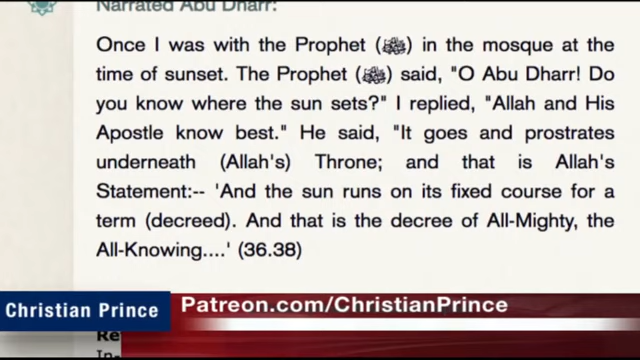 Narrated Abu Dharr:
Once I was with the Prophet (ﷺ) in the mosque at the
time of sunset. The Prophet (ﷺ) said, "O Abu Dharr! Do
you know where the sun sets?" I replied, "Allah and His
Apostle know best." He said, "It goes and prostrates
underneath (Allah's) Throne; and that is Allah's
Statement:-- 'And the sun runs on its fixed course for a
term (decreed). And that is the decree of All-Mighty, the
All-Knowing....' (36.38)
Christian Prince
Patreon.com/ChristianPrince